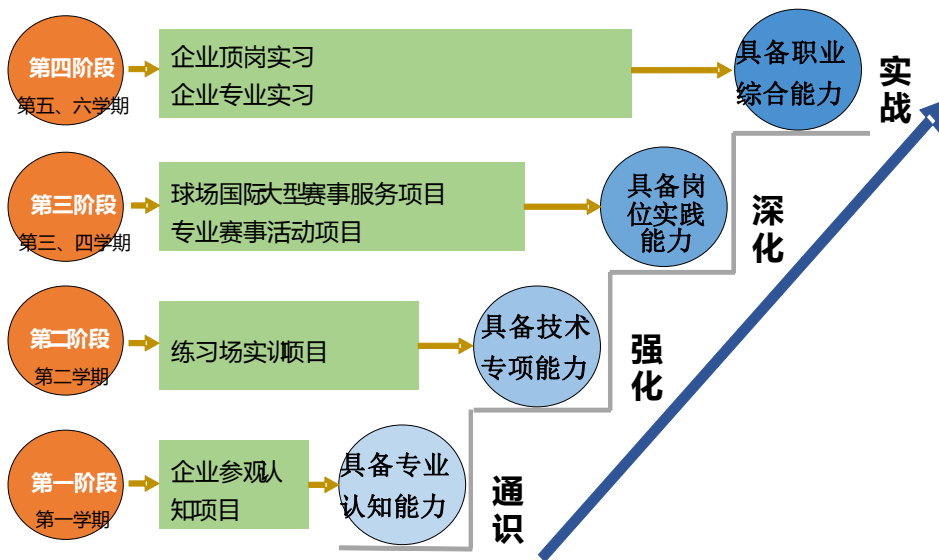 第四阶段
第五、六学期
企业顶岗实习
企业专业实习
具备职业
综合能力
实
战
第三阶段
第三、四学期
球场国际大型赛事服务项目
专业赛事活动项目
具备岗
位实践
能力
深
化
第二阶段
第二学期
练习场实训项目
具备技术
专项能力
强
化
第一阶段
第一学期
企业参观认
知项目
具备专业
认知能力
通
识